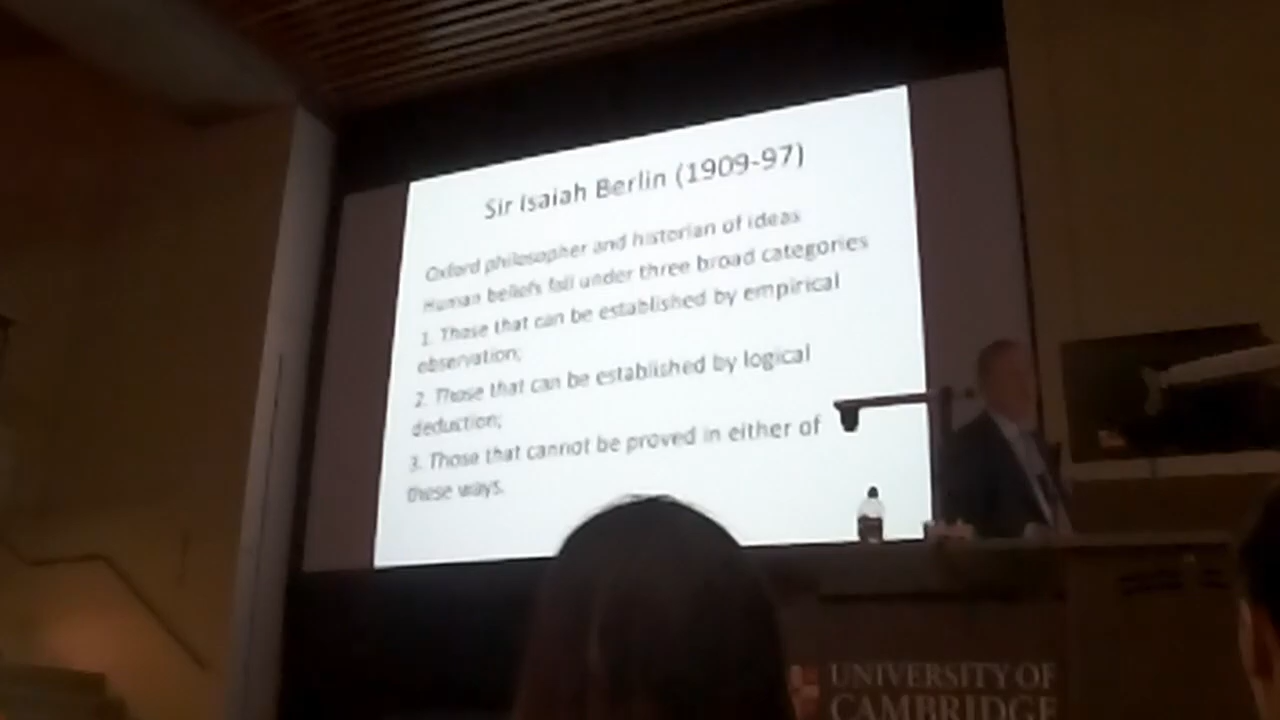 Sir Isaiah Berlin (1909-97)
Oxford philosopher and historian of ideas
Human beliefs fall under three broad categories
1. Those that can be established by empirical
observation;
2. Those that can be established by logical
deduction;
3. Those that cannot be proved in either of
these ways.
UNIVERSITY OF
CAMBRIDGE